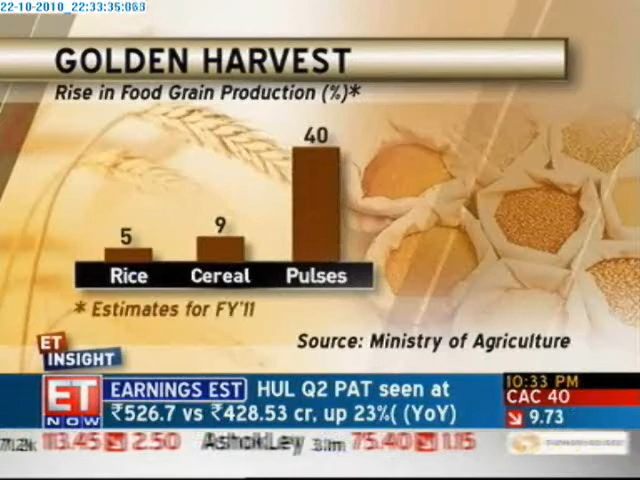 22-10-2010_22:33:35:063
GOLDEN HARVEST
Rise in Food Grain Production (%)*
40
9
5
Rice Cereal Pulses
* Estimates for FY'11
Source: Ministry of Agriculture
ET
INSIGHT
ET
NOW
EARNINGS EST HUL Q2 PAT seen at
₹526.7 vs ₹428.53 cr, up 23%( (YoY)
10:33 PM
CAC 40
9.73
113.45 2.50 AshokLey 3.11m 75.40 1.15